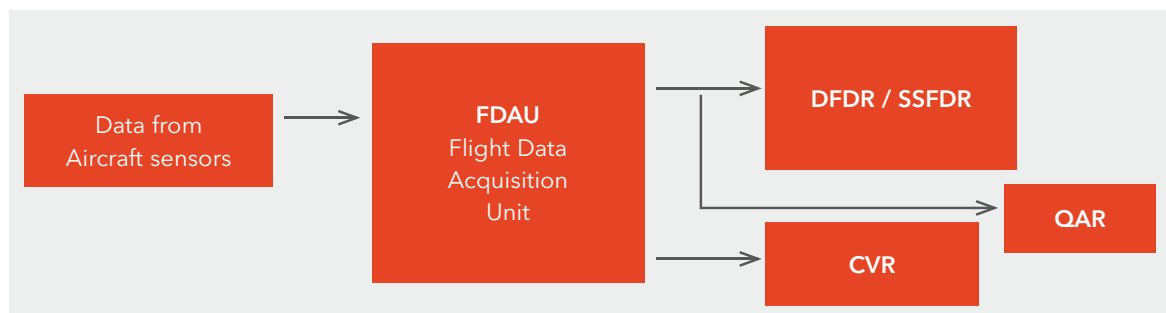 Data from
Aircraft sensors
FDAU
Flight Data
Acquisition
Unit
DFDR / SSFDR
QAR
CVR